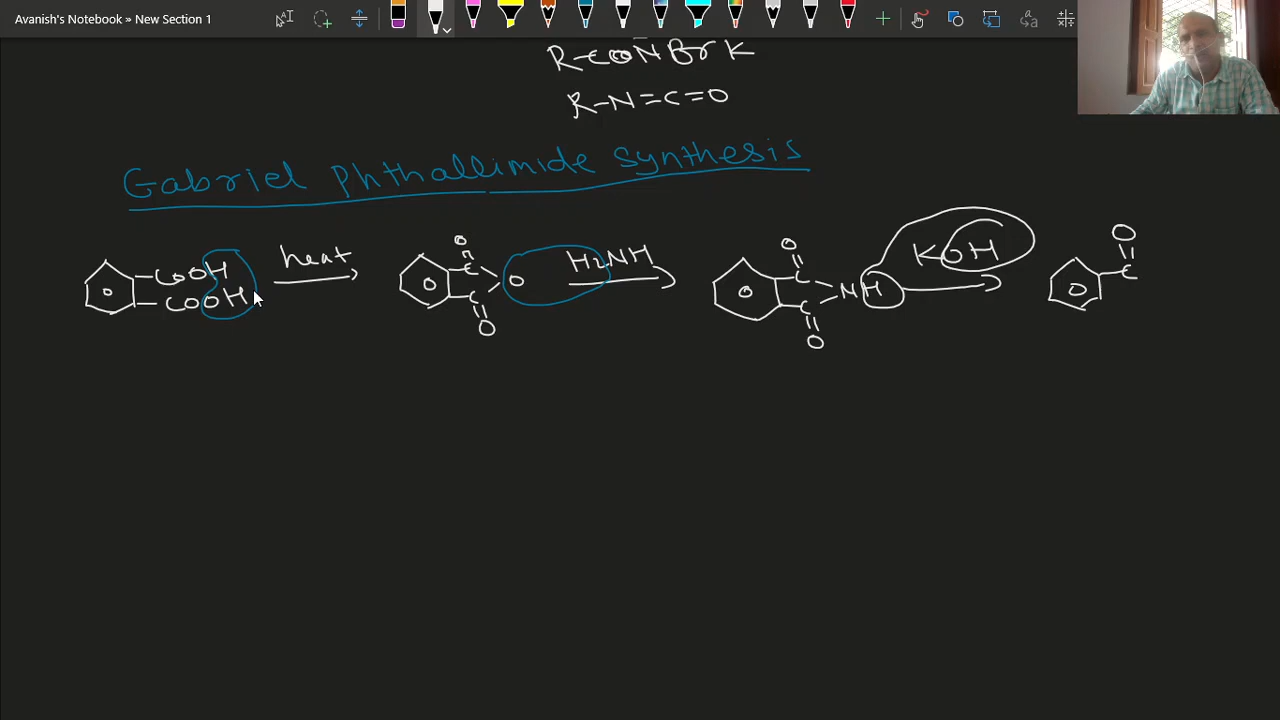 Avanish's Notebook » New Section 1
R-CONBrK
R-N=C=O
Gabriel Phthallimide synthesis
O O O
COOH heat C H2NH C KOH C
O O O NH O
COOH C C
O O